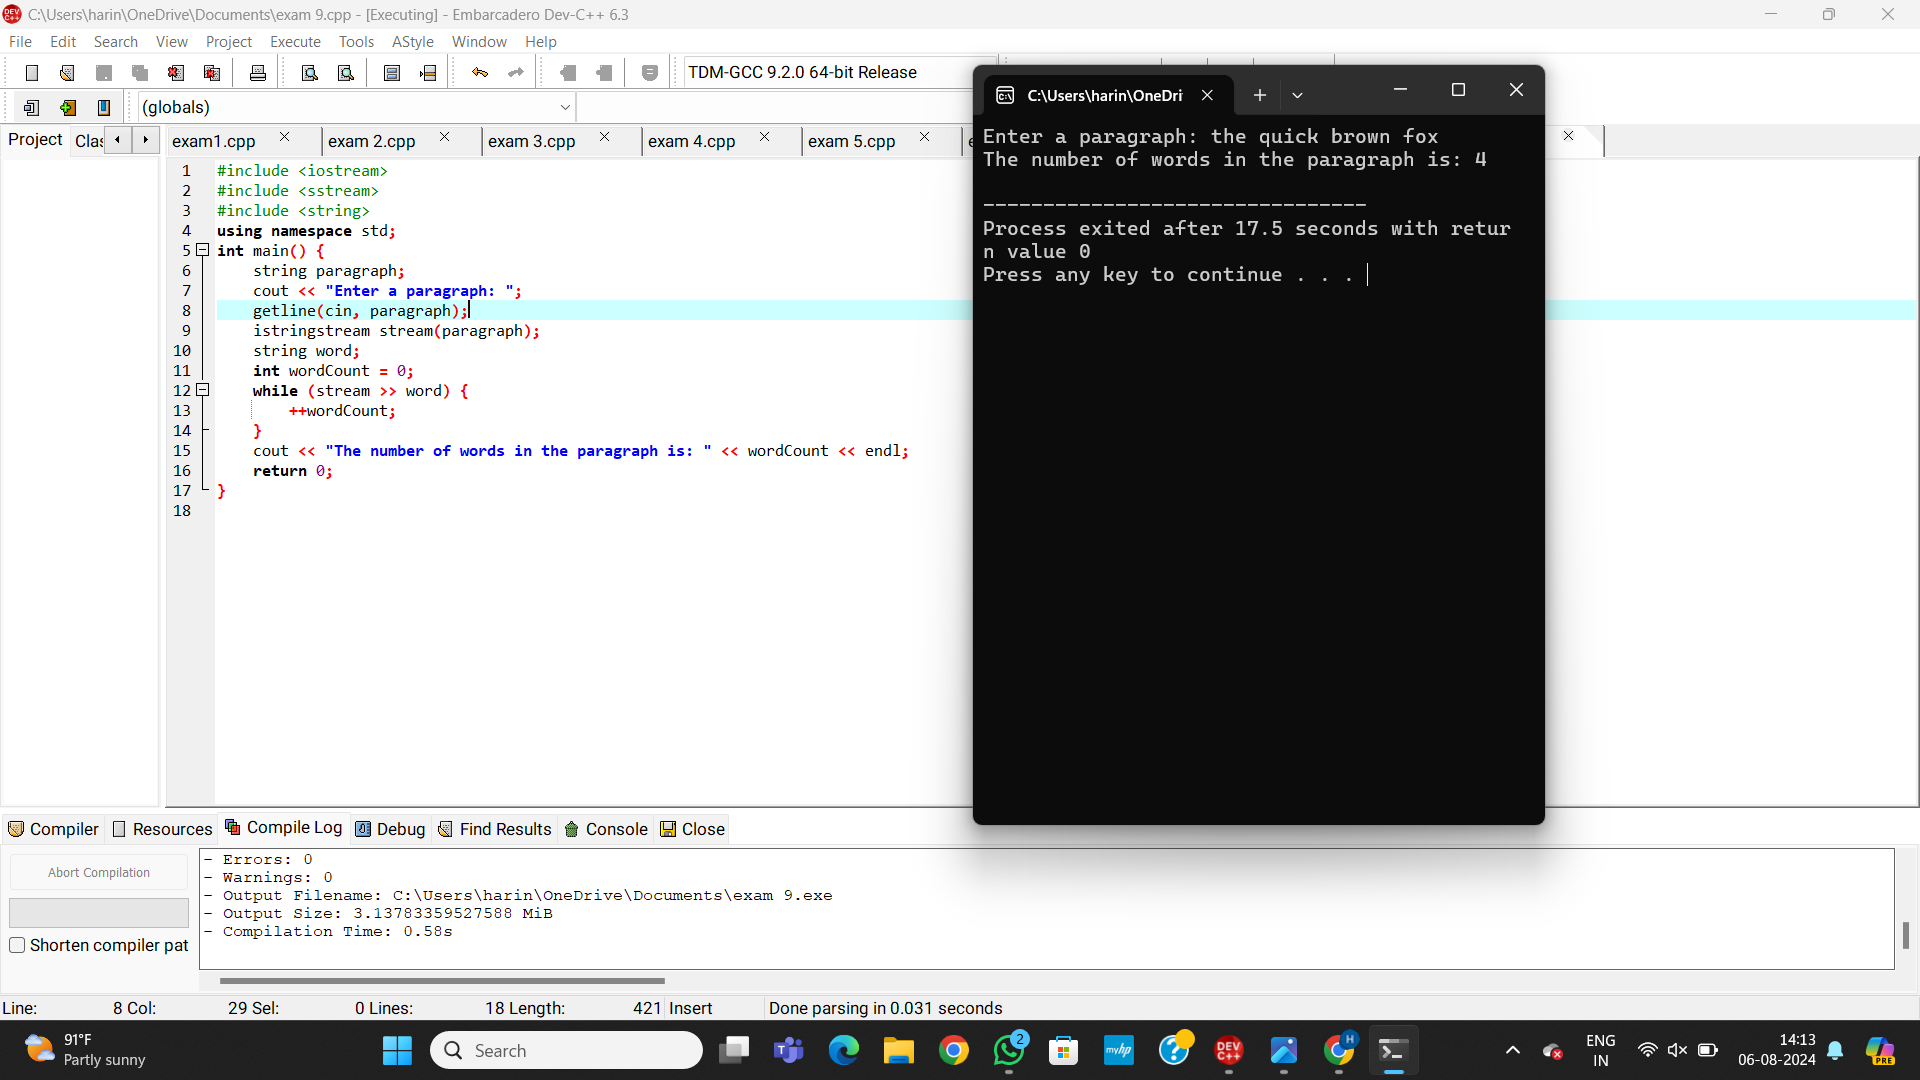 C:\Users\harin\OneDrive\Documents\exam 9.cpp - [Executing] - Embarcadero Dev-C++ 6.3
File Edit Search View Project Execute Tools AStyle Window Help
TDM-GCC 9.2.0 64-bit Release
(globals)
Project Clas
exam1.cpp exam 2.cpp exam 3.cpp exam 4.cpp exam 5.cpp
1 #include <iostream>
2 #include <sstream>
3 #include <string>
4 using namespace std;
5 int main() {
6 string paragraph;
7 cout << "Enter a paragraph: ";
8 getline(cin, paragraph);
9 istringstream stream(paragraph);
10 string word;
11 int wordCount = 0;
12 while (stream >> word) {
13 ++wordCount;
14 }
15 cout << "The number of words in the paragraph is: " << wordCount << endl;
16 return 0;
17 }
18
C:\Users\harin\OneDri
Enter a paragraph: the quick brown fox
The number of words in the paragraph is: 4
--------------------------------
Process exited after 17.5 seconds with retur
n value 0
Press any key to continue . . .
Compiler Resources Compile Log Debug Find Results Console Close
Abort Compilation
Shorten compiler pat
- Errors: 0
- Warnings: 0
- Output Filename: C:\Users\harin\OneDrive\Documents\exam 9.exe
- Output Size: 3.13783359527588 MiB
- Compilation Time: 0.58s
Line: 8 Col: 29 Sel: 0 Lines: 18 Length: 421 Insert Done parsing in 0.031 seconds
91°F
Partly sunny
Search
2
myhp
DEV C++
H
ENG
IN
14:13
06-08-2024
PRE